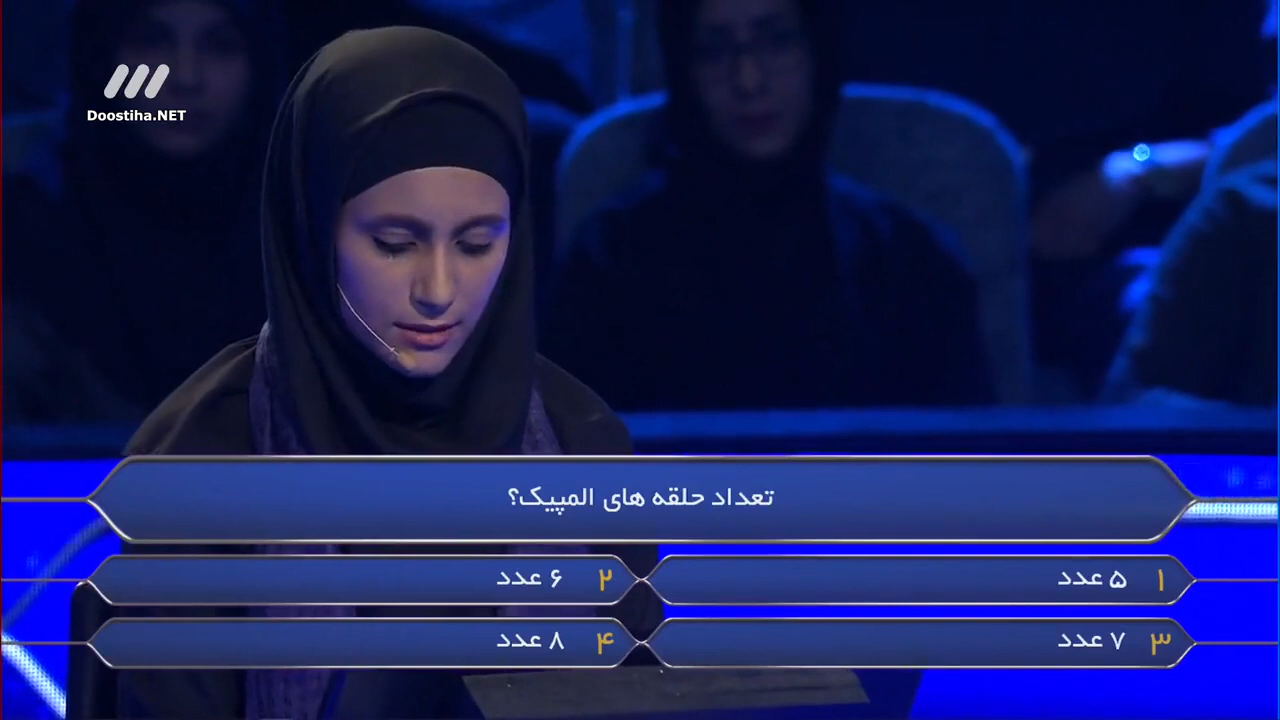 Doostiha.NET
تعداد حلقه های المپیک؟
۱ ۵ عدد
۲ ۶ عدد
۳ ۷ عدد
۴ ۸ عدد